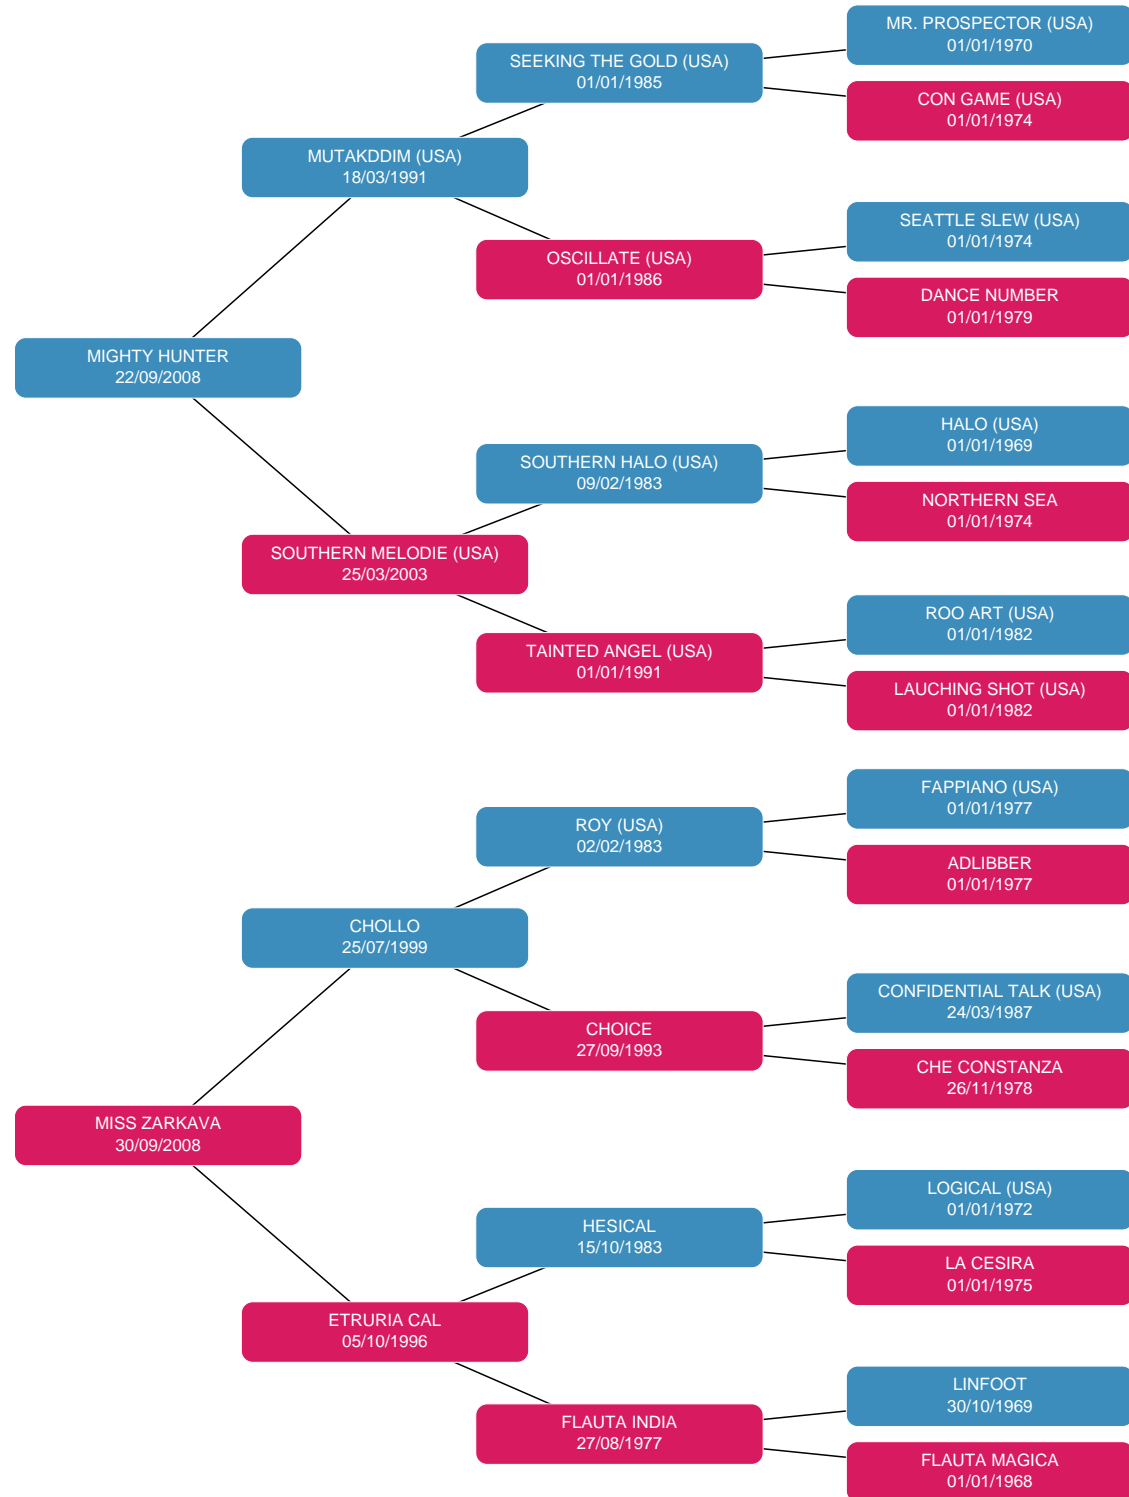 MR. PROSPECTOR (USA)
01/01/1970
SEEKING THE GOLD (USA)
01/01/1985
CON GAME (USA)
01/01/1974
MUTAKDDIM (USA)
18/03/1991
SEATTLE SLEW (USA)
01/01/1974
OSCILLATE (USA)
01/01/1986
DANCE NUMBER
01/01/1979
MIGHTY HUNTER
22/09/2008
HALO (USA)
01/01/1969
SOUTHERN HALO (USA)
09/02/1983
NORTHERN SEA
01/01/1974
SOUTHERN MELODIE (USA)
25/03/2003
ROO ART (USA)
01/01/1982
TAINTED ANGEL (USA)
01/01/1991
LAUCHING SHOT (USA)
01/01/1982
FAPPIANO (USA)
01/01/1977
ROY (USA)
02/02/1983
ADLIBBER
01/01/1977
CHOLLO
25/07/1999
CONFIDENTIAL TALK (USA)
24/03/1987
CHOICE
27/09/1993
CHE CONSTANZA
26/11/1978
MISS ZARKAVA
30/09/2008
LOGICAL (USA)
01/01/1972
HESICAL
15/10/1983
LA CESIRA
01/01/1975
ETRURIA CAL
05/10/1996
LINFOOT
30/10/1969
FLAUTA INDIA
27/08/1977
FLAUTA MAGICA
01/01/1968